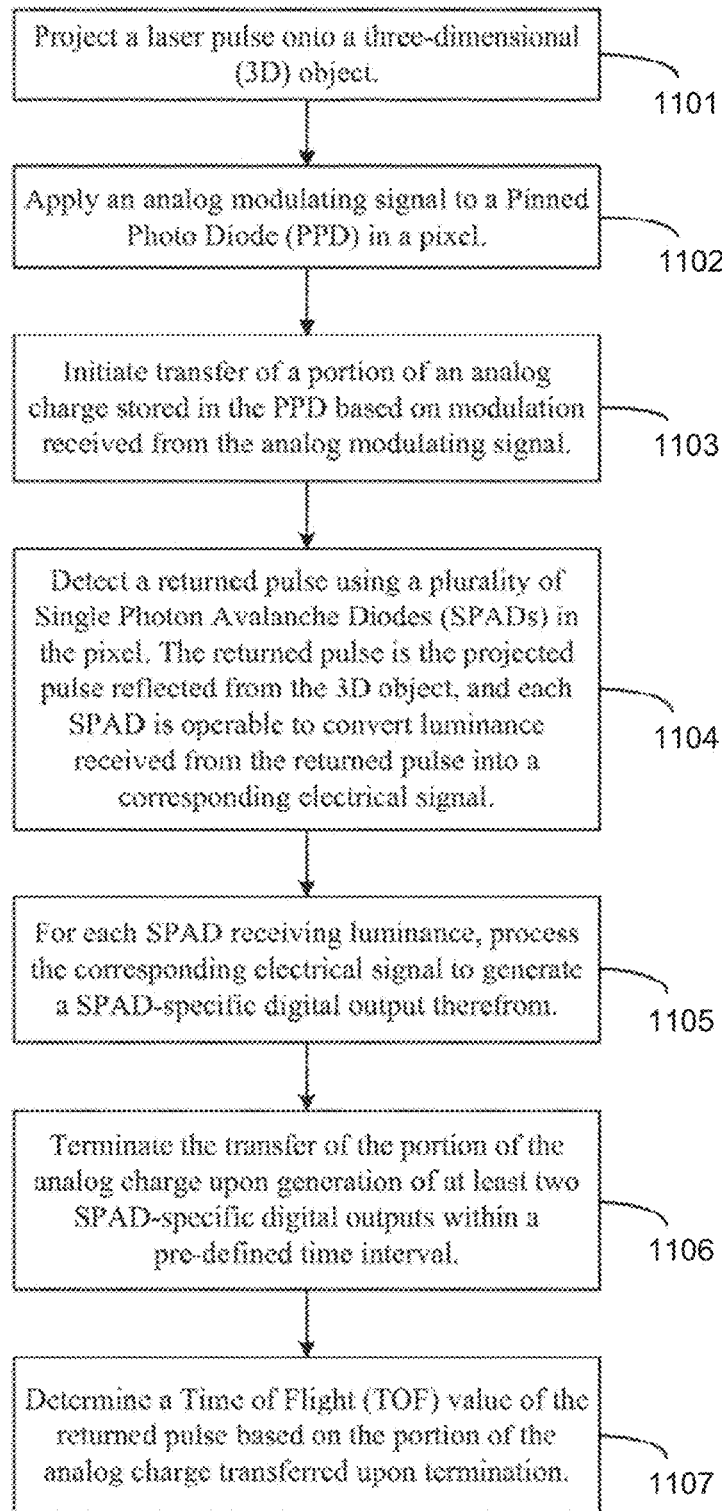 Project a laser pulse onto a three-dimensional
(3D) object.
1101
Apply an analog modulating signal to a Pinned
Photo Diode (PPD) in a pixel.
1102
Initiate transfer of a portion of an analog
charge stored in the PPD based on modulation
received from the analog modulating signal.
1103
Detect a returned pulse using a plurality of
Single Photon Avalanche Diodes (SPADs) in
the pixel. The returned pulse is the projected
pulse reflected from the 3D object, and each
SPAD is operable to convert luminance
received from the returned pulse into a
corresponding electrical signal.
1104
For each SPAD receiving luminance, process
the corresponding electrical signal to generate
a SPAD-specific digital output therefrom.
1105
Terminate the transfer of the portion of the
analog charge upon generation of at least two
SPAD-specific digital outputs within a
pre-defined time interval.
1106
Determine a Time of Flight (TOF) value of the
returned pulse based on the portion of the
analog charge transferred upon termination.
1107